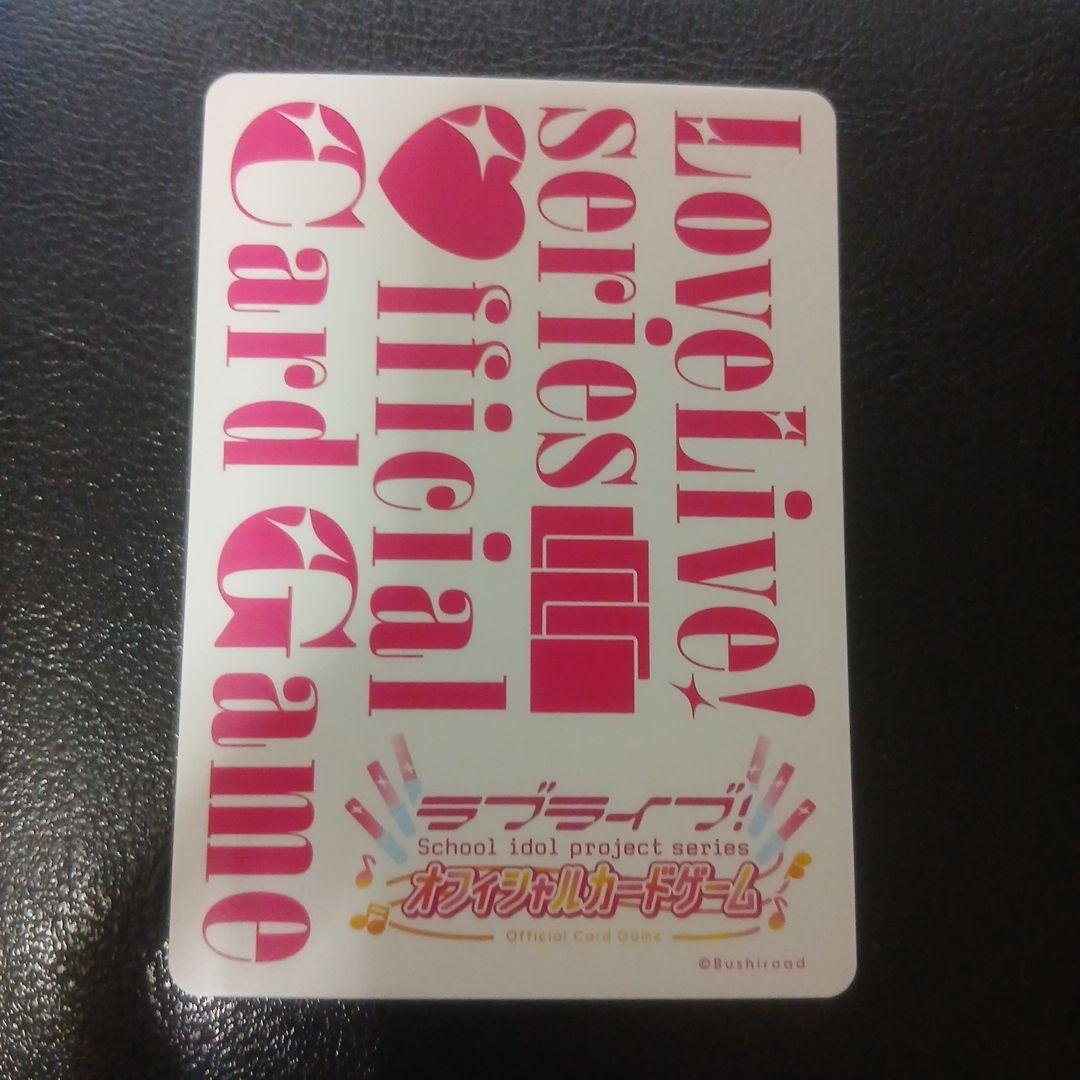 LoveLive!
series
Official
Card Game
ラブライブ!
School idol project series
オフィシャルカードゲーム
Official Card Game
©Bushiroad